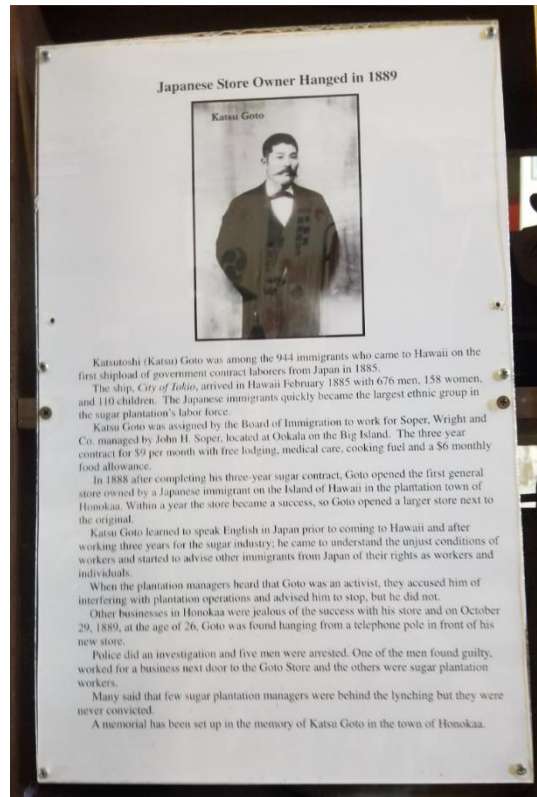 Japanese Store Owner Hanged in 1889
Katsu Goto
Katsutoshi (Katsu) Goto was among the 944 immigrants who came to Hawaii on the
first shipload of government contract laborers from Japan in 1885.
The ship, City of Tokio, arrived in Hawaii February 1885 with 676 men, 158 women,
and 110 children. The Japanese immigrants quickly became the largest ethnic group in
the sugar plantation's labor force.
Katsu Goto was assigned by the Board of Immigration to work for Soper, Wright and
Co. managed by John H. Soper, located at Ookala on the Big Island. The three year
contract for $9 per month with free lodging, medical care, cooking fuel and a $6 monthly
food allowance.
In 1888 after completing his three-year sugar contract, Goto opened the first general
store owned by a Japanese immigrant on the Island of Hawaii in the plantation town of
Honokaa. Within a year the store became a success, so Goto opened a larger store next to
the original.
Katsu Goto learned to speak English in Japan prior to coming to Hawaii and after
working three years for the sugar industry; he came to understand the unjust conditions of
workers and started to advise other immigrants from Japan of their rights as workers and
individuals.
When the plantation managers heard that Goto was an activist, they accused him of
interfering with plantation operations and advised him to stop, but he did not.
Other businesses in Honokaa were jealous of the success with his store and on October
29, 1889, at the age of 26, Goto was found hanging from a telephone pole in front of his
new store.
Police did an investigation and five men were arrested. One of the men found guilty,
worked for a business next door to the Goto Store and the others were sugar plantation
workers.
Many said that few sugar plantation managers were behind the lynching but they were
never convicted.
A memorial has been set up in the memory of Katsu Goto in the town of Honokaa.